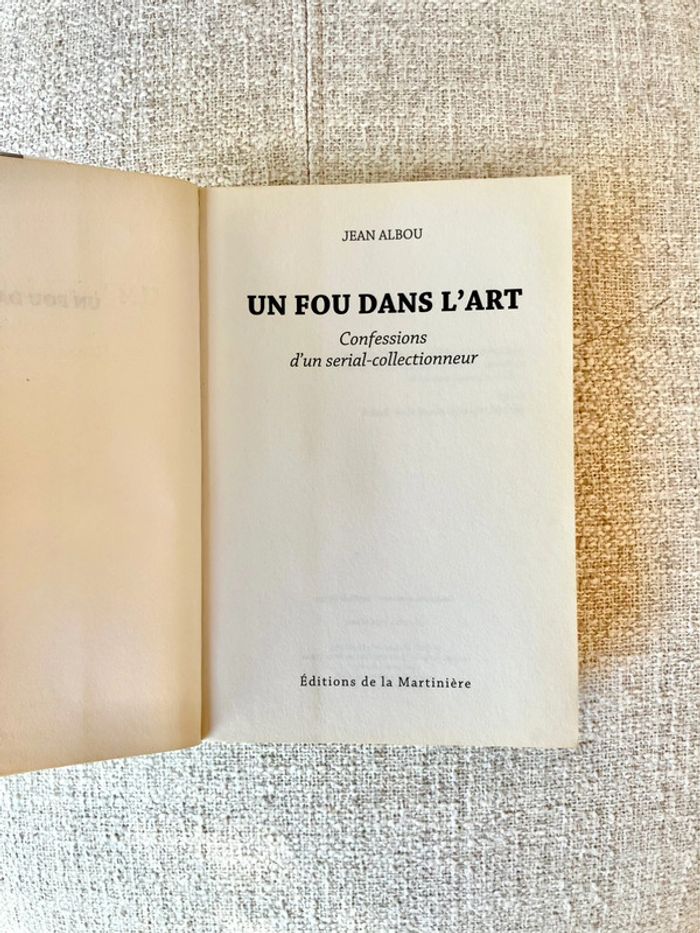 JEAN ALBOU
UN FOU DANS L'ART
Confessions
d'un serial-collectionneur
Éditions de la Martinière